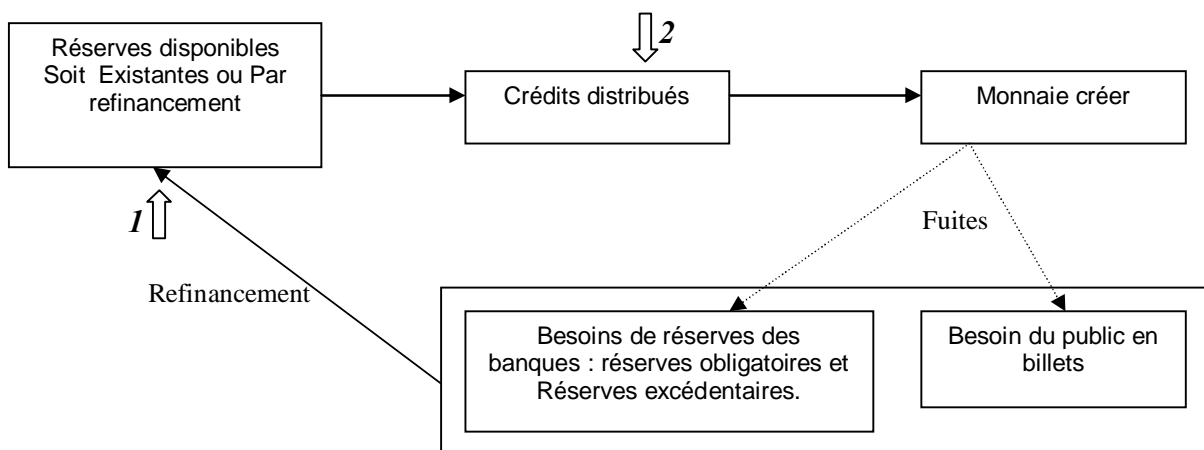 Réserves disponibles
Soit Existantes ou Par
refinancement
2
Crédits distribués
Monnaie créer
1
Fuites
Refinancement
Besoins de réserves des
banques : réserves obligatoires et
Réserves excédentaires.
Besoin du public en
billets